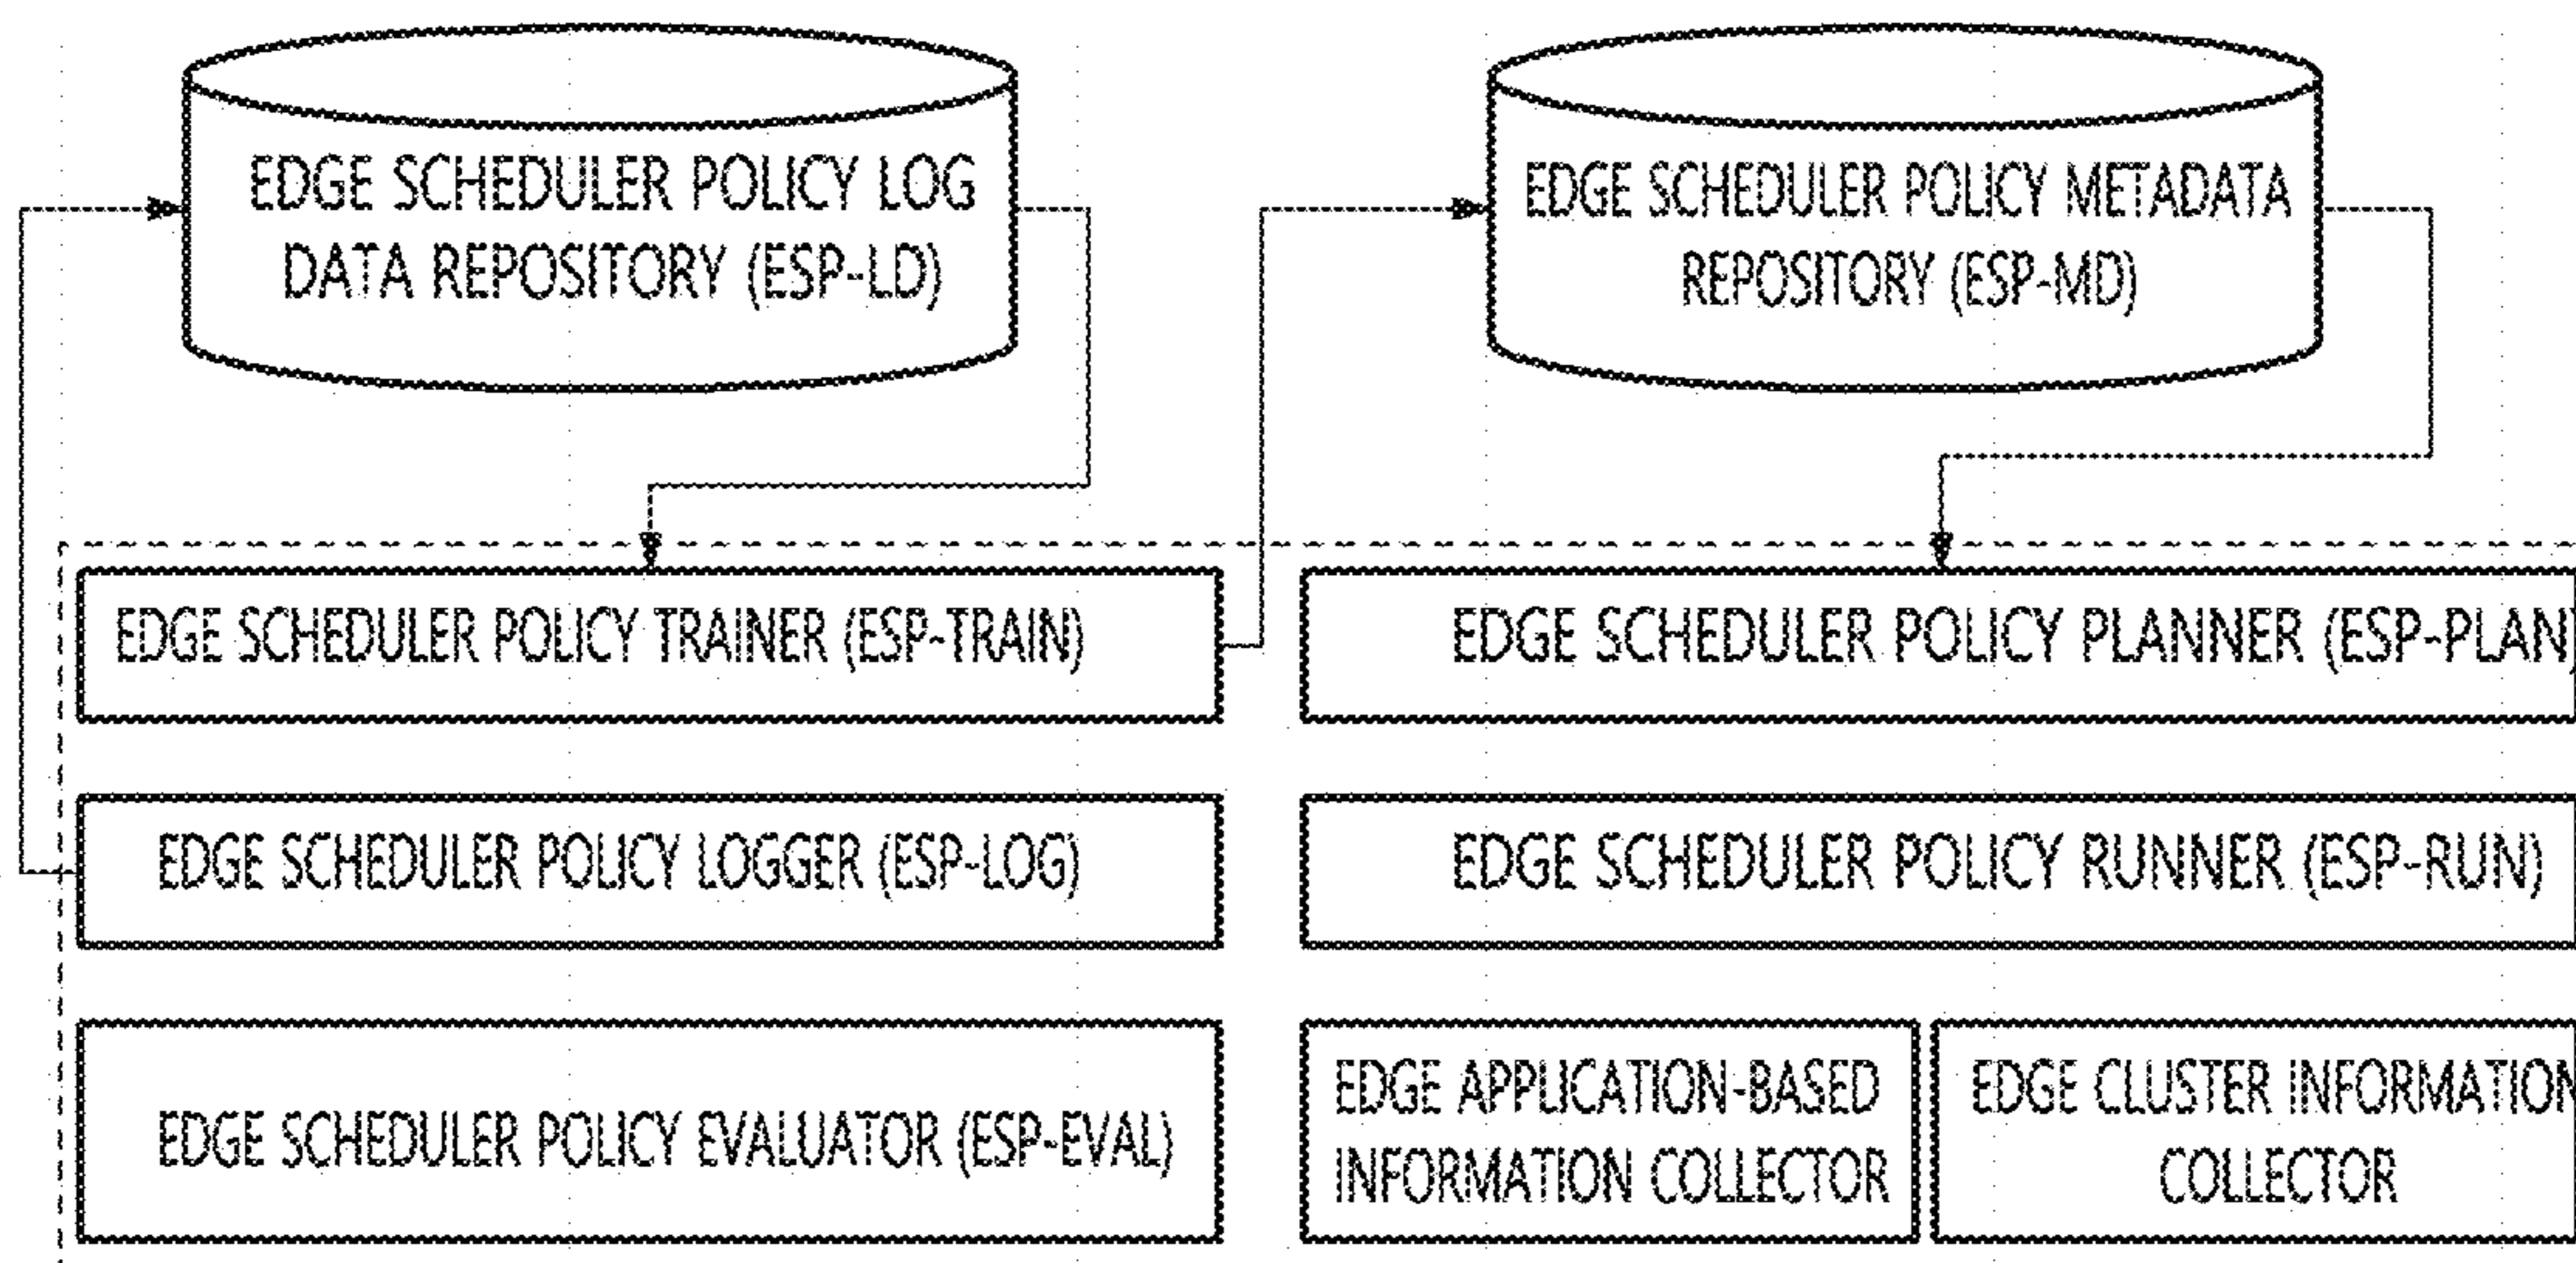 EDGE SCHEDULER POLICY LOG
DATA REPOSITORY (ESP-LD)
EDGE SCHEDULER POLICY METADATA
REPOSITORY (ESP-MD)
EDGE SCHEDULER POLICY TRAINER (ESP-TRAIN)
EDGE SCHEDULER POLICY PLANNER (ESP-PLAN)
EDGE SCHEDULER POLICY LOGGER (ESP-LOG)
EDGE SCHEDULER POLICY RUNNER (ESP-RUN)
EDGE SCHEDULER POLICY EVALUATOR (ESP-EVAL)
EDGE APPLICATION-BASED
INFORMATION COLLECTOR
EDGE CLUSTER INFORMATION
COLLECTOR